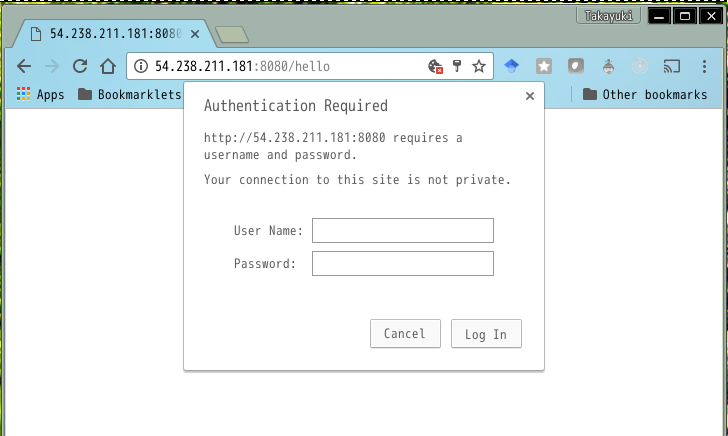 Takayuki
54.238.211.181:8080
54.238.211.181:8080/hello
Apps Bookmarklets Other bookmarks
Authentication Required
http://54.238.211.181:8080 requires a
username and password.
Your connection to this site is not private.
User Name:
Password:
Cancel Log In